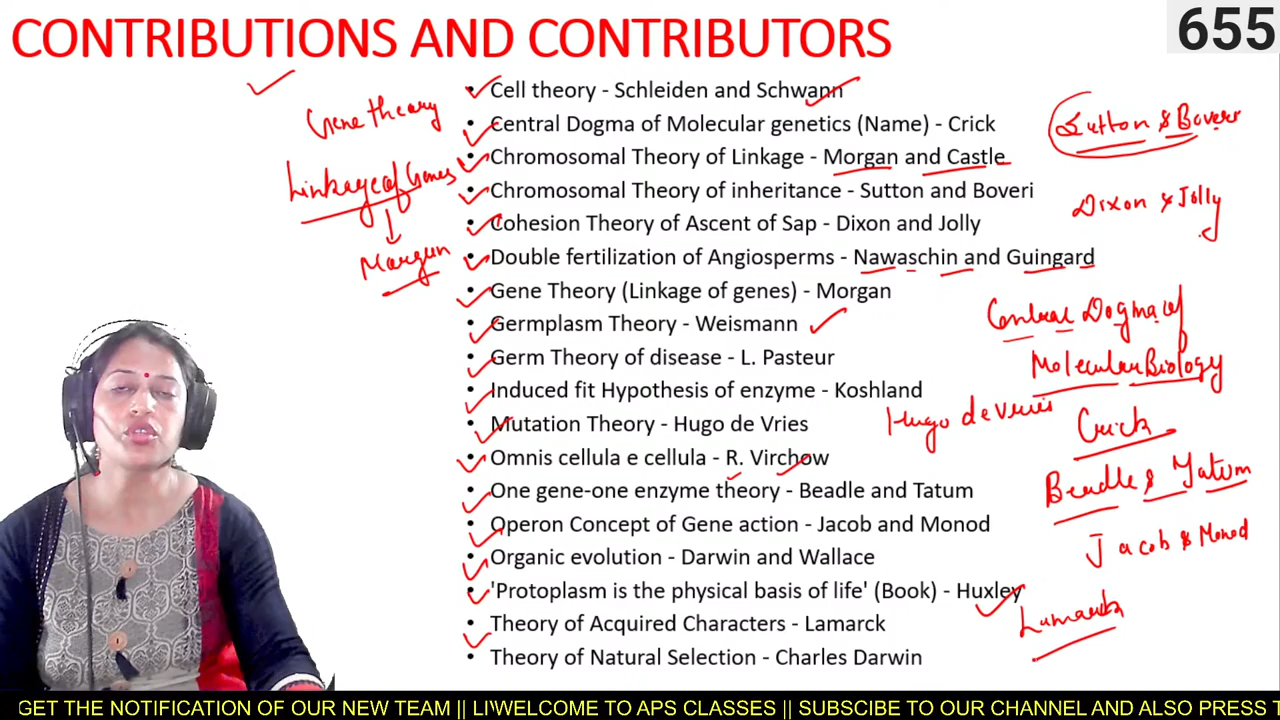 CONTRIBUTIONS AND CONTRIBUTORS
655
• Cell theory - Schleiden and Schwann
• Central Dogma of Molecular genetics (Name) - Crick
• Chromosomal Theory of Linkage - Morgan and Castle
• Chromosomal Theory of inheritance - Sutton and Boveri
• Cohesion Theory of Ascent of Sap - Dixon and Jolly
• Double fertilization of Angiosperms - Nawaschin and Guingard
• Gene Theory (Linkage of genes) - Morgan
• Germplasm Theory - Weismann
• Germ Theory of disease - L. Pasteur
• Induced fit Hypothesis of enzyme - Koshland
• Mutation Theory - Hugo de Vries
• Omnis cellula e cellula - R. Virchow
• One gene-one enzyme theory - Beadle and Tatum
• Operon Concept of Gene action - Jacob and Monod
• Organic evolution - Darwin and Wallace
• 'Protoplasm is the physical basis of life' (Book) - Huxley
• Theory of Acquired Characters - Lamarck
• Theory of Natural Selection - Charles Darwin
Gene theory
Linkage of Genes
Morgan
Sutton & Boveri
Dixon & Jolly
Central Dogma of
Molecular Biology
Crick
Hugo de Vries
Beadle & Tatum
Jacob & Monod
Lamarck
GET THE NOTIFICATION OF OUR NEW TEAM || LI\WELCOME TO APS CLASSES || SUBSCIBE TO OUR CHANNEL AND ALSO PRESS T